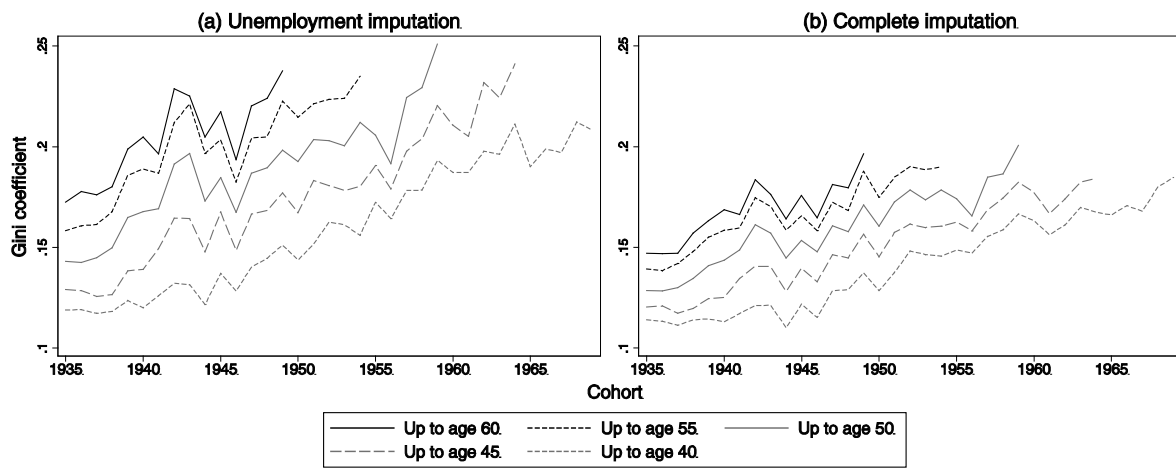 (a) Unemployment imputation.
(b) Complete imputation.
Gini coefficient
.25
.2
.15
.1
1935. 1940. 1945. 1950. 1955. 1960. 1965.
.25
.2
.15
.1
1935. 1940. 1945. 1950. 1955. 1960. 1965.
Cohort.
Up to age 60. Up to age 55. Up to age 50.
Up to age 45. Up to age 40.